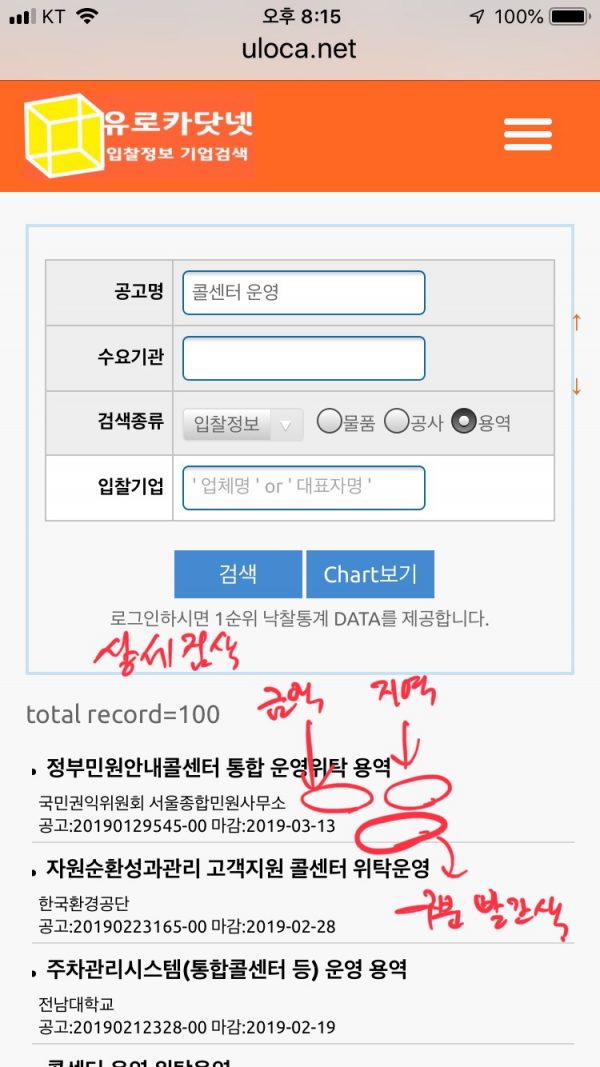 KT 오후 8:15 100%
uloca.net
유로카닷넷
입찰정보 기업검색
공고명 콜센터 운영
수요기관
검색종류 입찰정보 물품 공사 용역
입찰기업 ' 업체명 ' or ' 대표자명 '
검색 Chart보기
로그인하시면 1순위 낙찰통계 DATA를 제공합니다.
상세검색
total record=100
금액 지역
정부민원안내콜센터 통합 운영위탁 용역
국민권익위원회 서울종합민원사무소
공고:20190129545-00 마감:2019-03-13
자원순환성과관리 고객지원 콜센터 위탁운영
한국환경공단
구분 빨간색
공고:20190223165-00 마감:2019-02-28
주차관리시스템(통합콜센터 등) 운영 용역
전남대학교
공고:20190212328-00 마감:2019-02-19
콜센터 운영 위탁운영